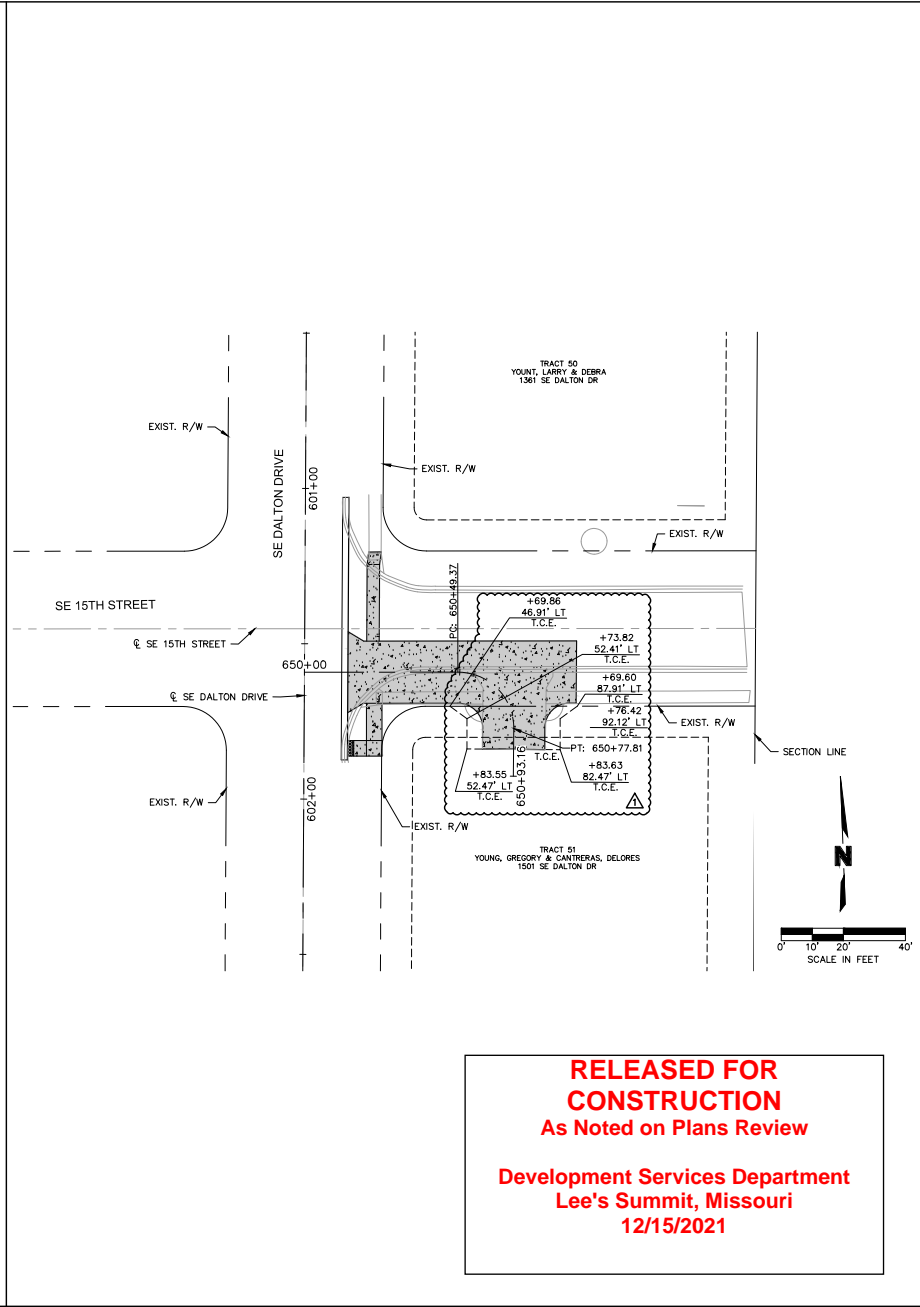 TRACT 50
YOUNT, LARRY & DEBRA
1361 SE DALTON DR
EXIST. R/W
SE DALTON DRIVE
601+00
EXIST. R/W
EXIST. R/W
SE 15TH STREET
℄ SE 15TH STREET
PC: 650+49.37
+69.86
46.91' LT
T.C.E.
+73.82
52.41' LT
T.C.E.
650+00
℄ SE DALTON DRIVE
+69.60
87.91' LT
T.C.E.
+76.42
92.12' LT
T.C.E.
EXIST. R/W
SECTION LINE
PT: 650+77.81
T.C.E.
+83.63
82.47' LT
T.C.E.
+83.55
52.47' LT
T.C.E.
650+93.16
1
EXIST. R/W
602+00
EXIST. R/W
TRACT 51
YOUNG, GREGORY & CANTRERAS, DELORES
1501 SE DALTON DR
N
0' 10' 20' 40'
SCALE IN FEET
RELEASED FOR
CONSTRUCTION
As Noted on Plans Review
Development Services Department
Lee's Summit, Missouri
12/15/2021